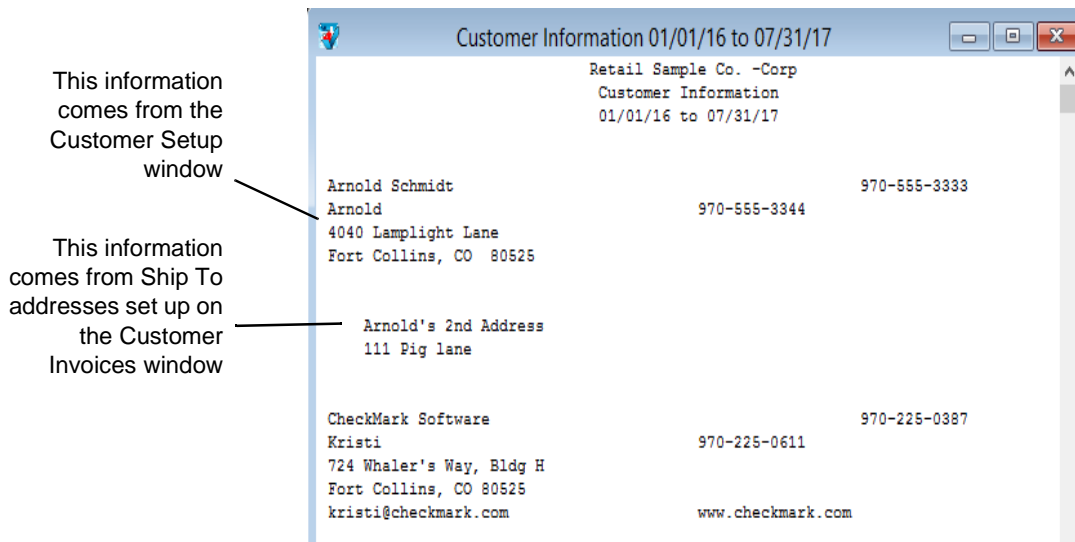 Customer Information 01/01/16 to 07/31/17
Retail Sample Co. -Corp
Customer Information
01/01/16 to 07/31/17
This information
comes from the
Customer Setup
window
Arnold Schmidt 970-555-3333
Arnold 970-555-3344
4040 Lamplight Lane
Fort Collins, CO 80525
This information
comes from Ship To
addresses set up on
the Customer
Invoices window
Arnold's 2nd Address
111 Pig lane
CheckMark Software 970-225-0387
Kristi 970-225-0611
724 Whaler's Way, Bldg H
Fort Collins, CO 80525
kristi@checkmark.com www.checkmark.com